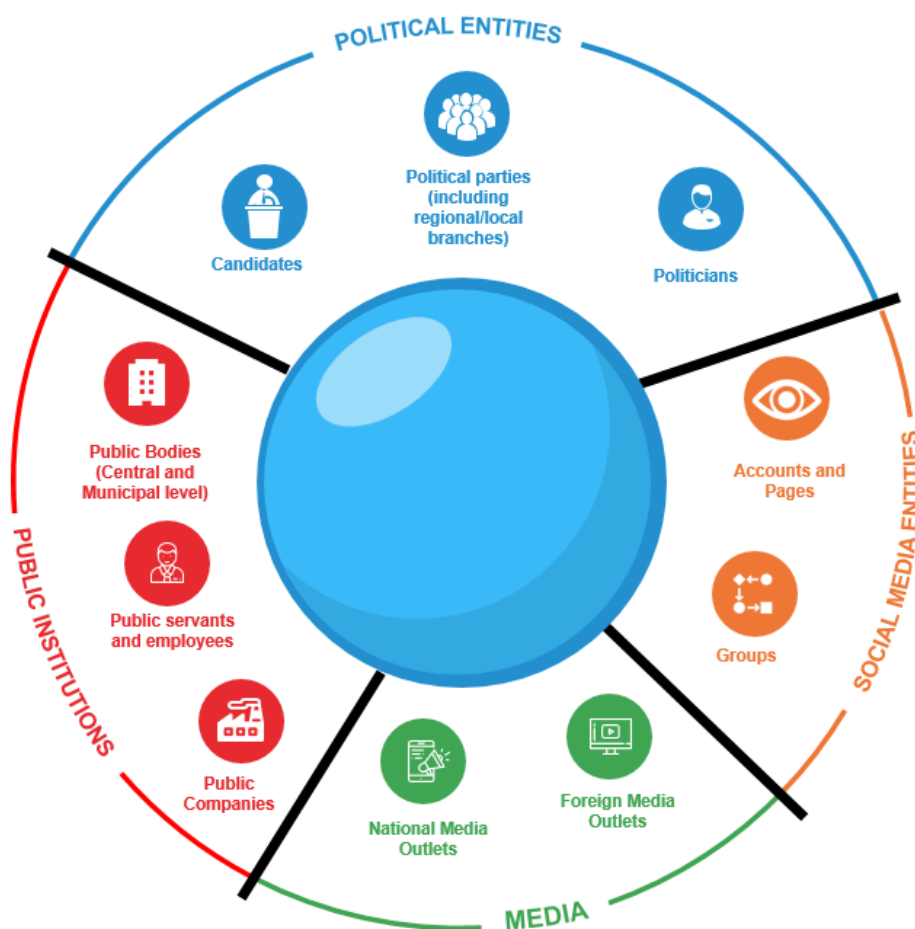 POLITICAL ENTITIES
Candidates
Political parties
(including
regional/local
branches)
Politicians
SOCIAL MEDIA ENTITIES
Accounts and
Pages
Groups
MEDIA
Foreign Media
Outlets
National Media
Outlets
PUBLIC INSTITUTIONS
Public Bodies
(Central and
Municipal level)
Public servants
and employees
Public
Companies